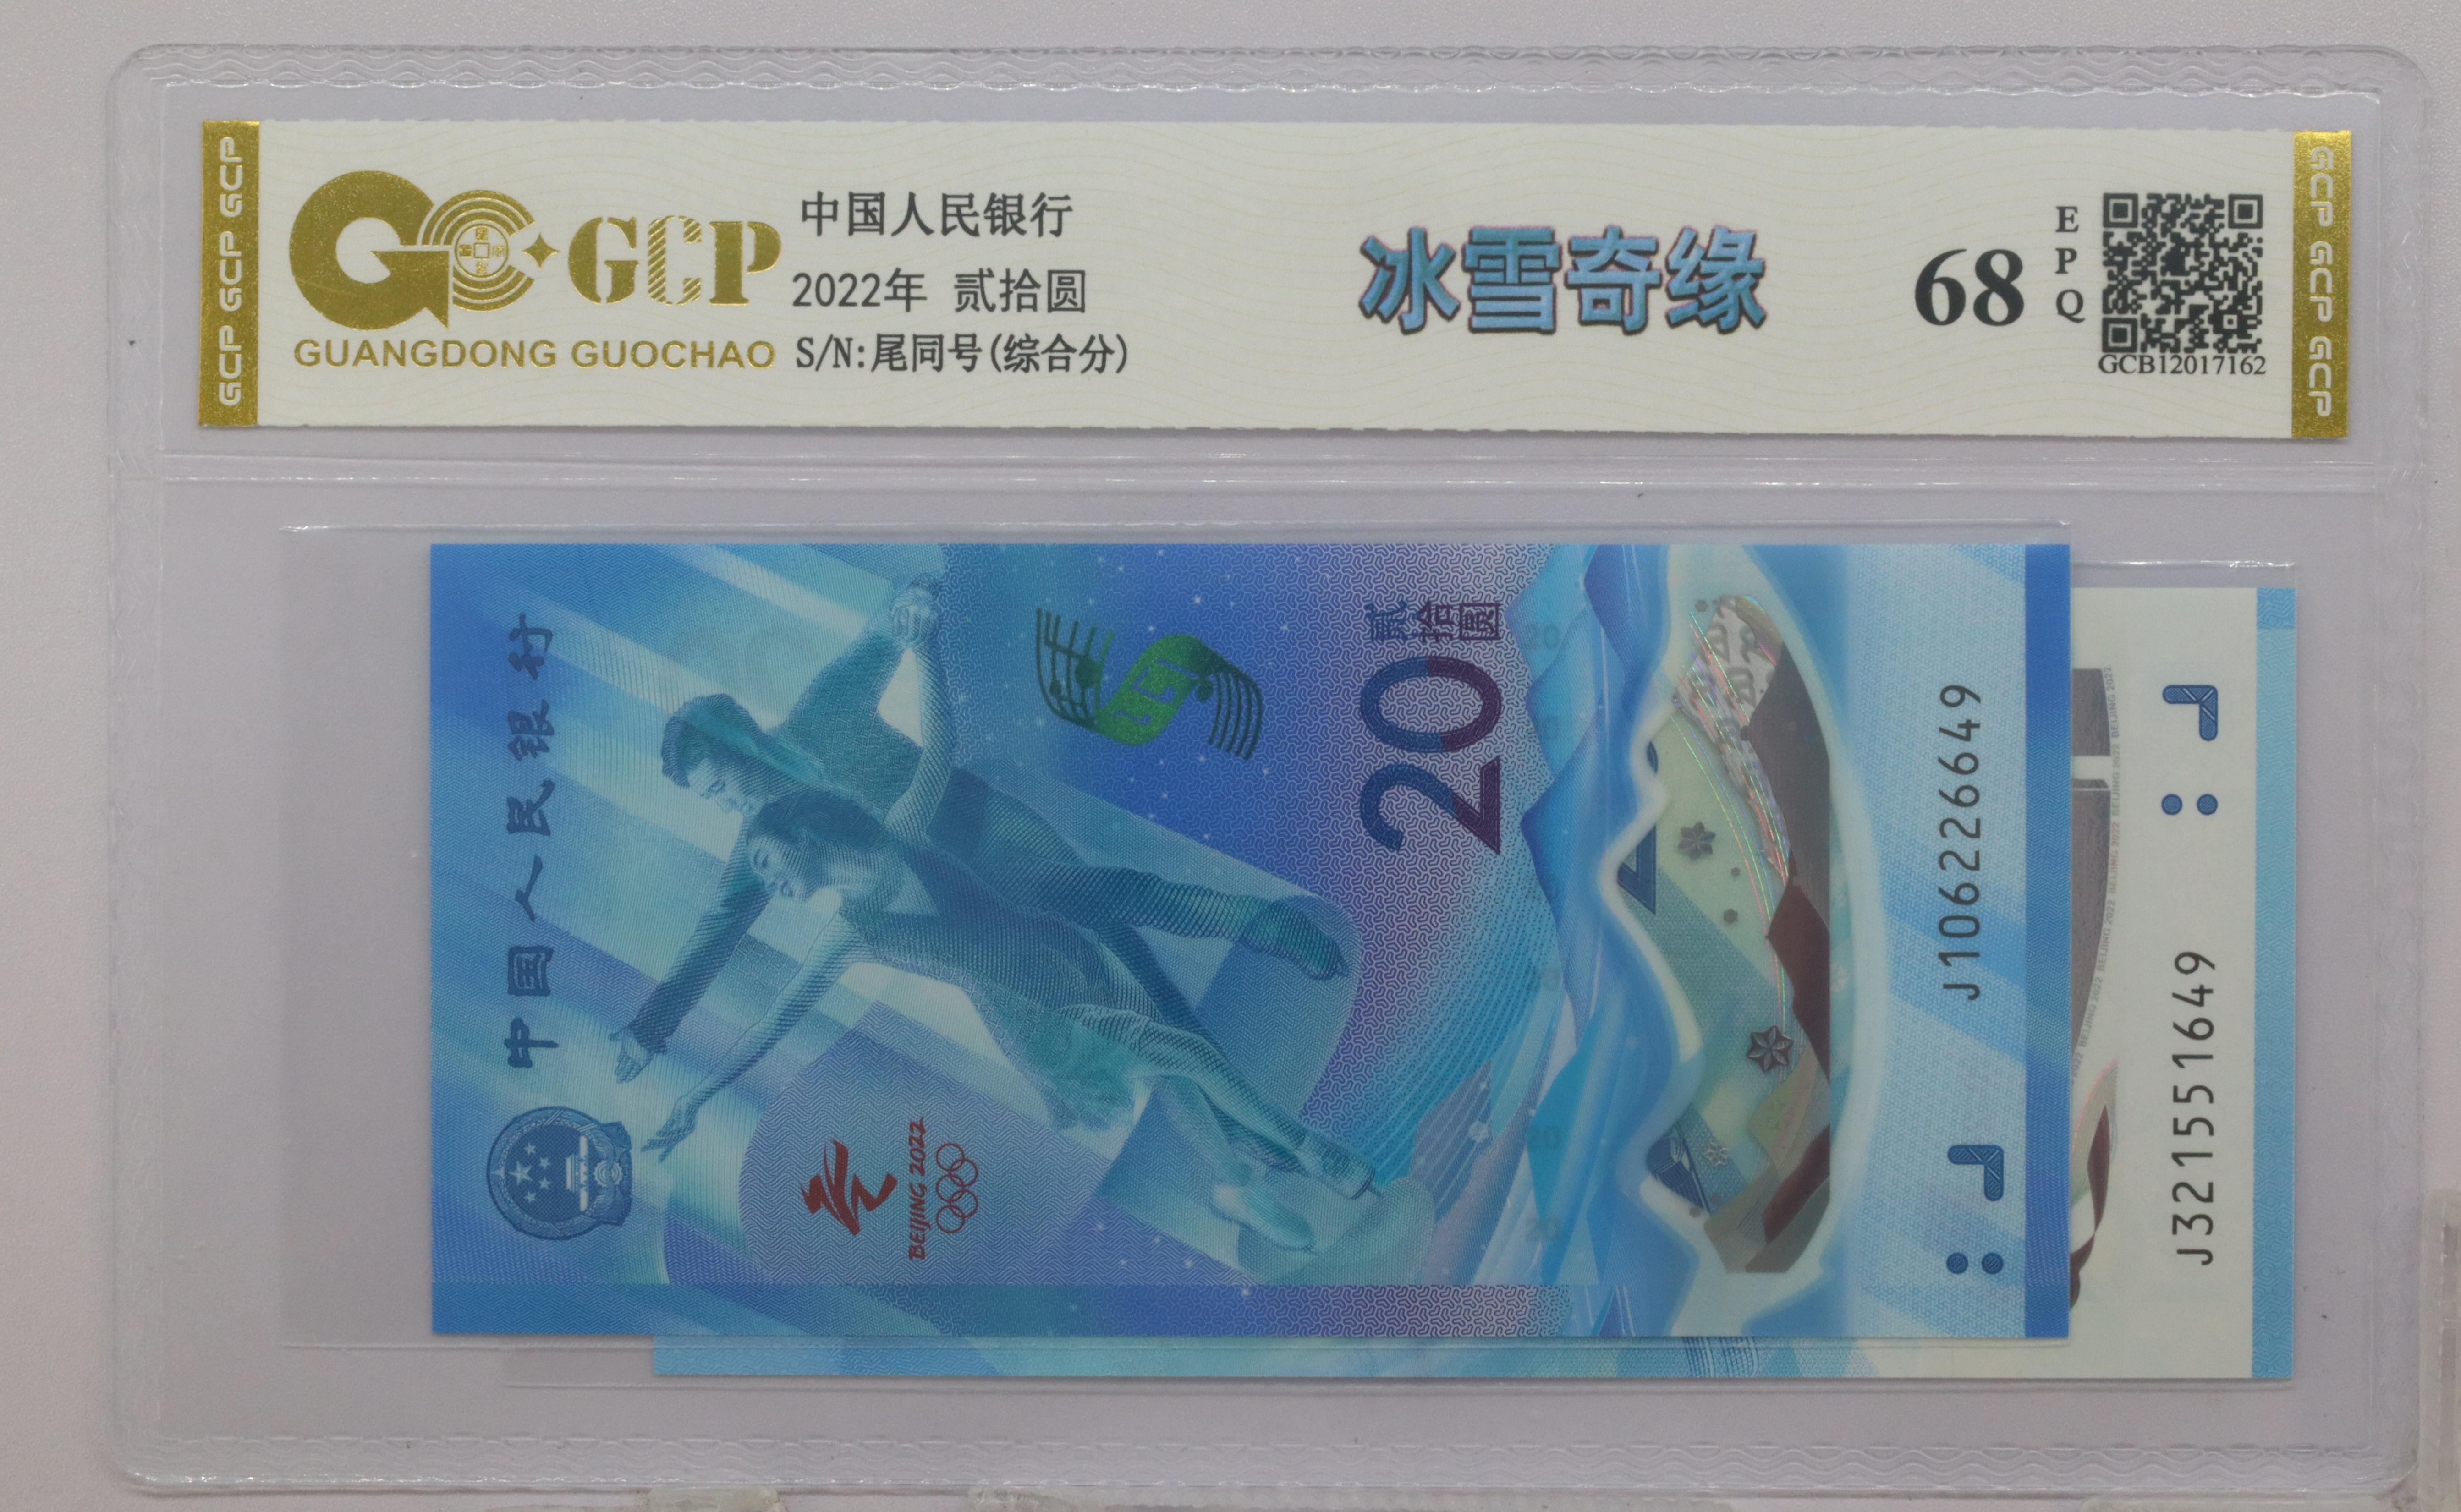 GCP GCP GCP
GCP
GUANGDONG GUOCHAO
中国人民银行
2022年 贰拾圆
S/N:尾同号(综合分)
冰雪奇缘
68
EPQ
GCB12017162
GCP GCP GCP
中国人民银行
BEIJING 2022
贰拾圆
20
J106226649
J321551649